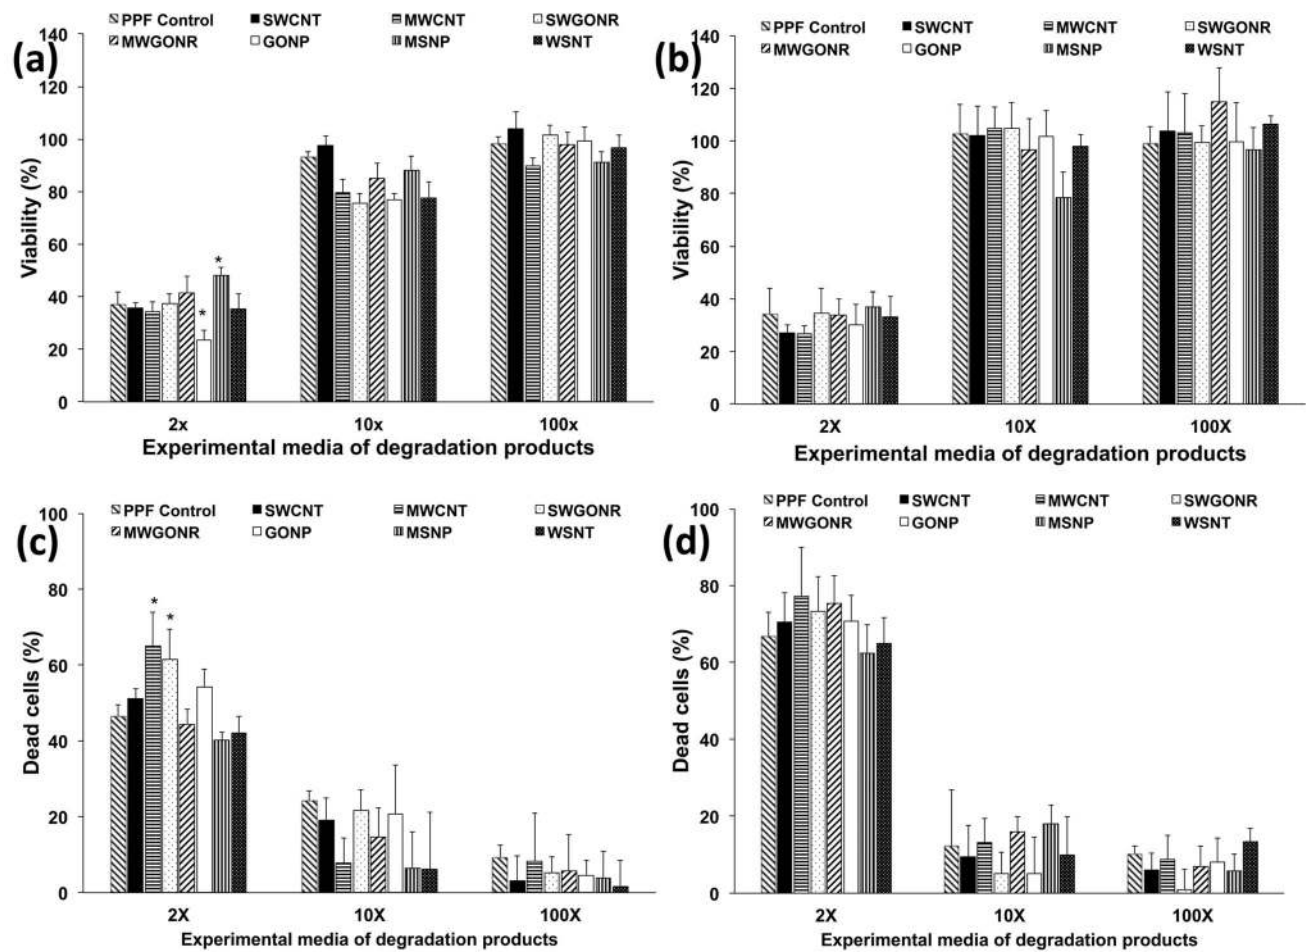 (a)
PPF Control SWCNT MWCNT SWGONR
MWGONR GONP MSNP WSNT
140
120
100
80
60
40
20
0
Viability (%)
*
*
2x 10x 100x
Experimental media of degradation products
(b)
PPF Control SWCNT MWCNT SWGONR
MWGONR GONP MSNP WSNT
140
120
100
80
60
40
20
0
Viability (%)
2X 10X 100X
Experimental media of degradation products
(c)
PPF Control SWCNT MWCNT SWGONR
MWGONR GONP MSNP WSNT
100
80
60
40
20
0
Dead cells (%)
* *
2X 10X 100X
Experimental media of degradation products
(d)
PPF Control SWCNT MWCNT SWGONR
MWGONR GONP MSNP WSNT
100
80
60
40
20
0
Dead cells (%)
2X 10X 100X
Experimental media of degradation products